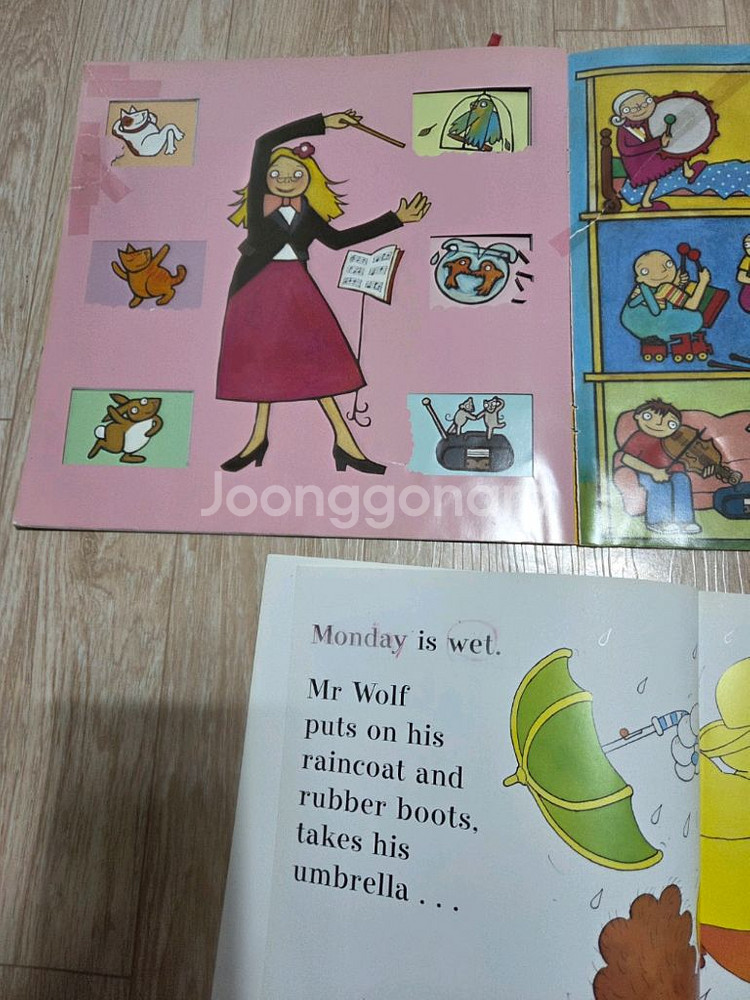 Joonggonara
Monday is wet.
Mr Wolf
puts on his
raincoat and
rubber boots,
takes his
umbrella . . .